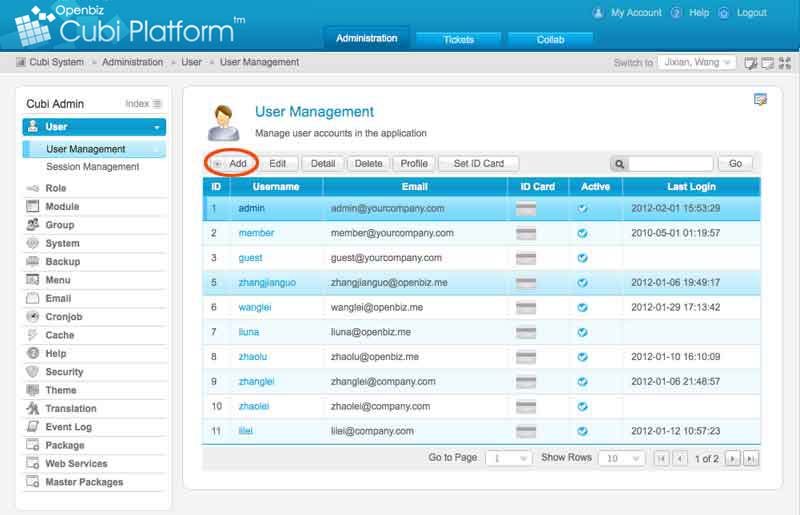 Openbiz
Cubi Platform™
My Account Help Logout
Administration Tickets Collab
Cubi System » Administration » User » User Management
Switch to Jixian, Wang
Cubi Admin Index
User
User Management
Session Management
Role
Module
Group
System
Backup
Menu
Email
Cronjob
Cache
Help
Security
Theme
Translation
Event Log
Package
Web Services
Master Packages
User Management
Manage user accounts in the application
Add Edit Detail Delete Profile Set ID Card Go
ID Username Email ID Card Active Last Login
1 admin admin@yourcompany.com 2012-02-01 15:53:29
2 member member@yourcompany.com 2010-05-01 01:19:57
3 guest guest@yourcompany.com
5 zhangjianguo zhangjianguo@openbiz.me 2012-01-06 19:49:17
6 wanglei wanglei@openbiz.me 2012-01-29 17:13:42
7 liuna liuna@openbiz.me
8 zhaolu zhaolu@openbiz.me 2012-01-10 16:10:09
9 zhanglei zhanglei@company.com 2012-01-06 21:48:57
10 zhaolei zhaolei@company.com
11 lilei lilei@company.com 2012-01-12 10:57:23
Go to Page 1 Show Rows 10 1 of 2